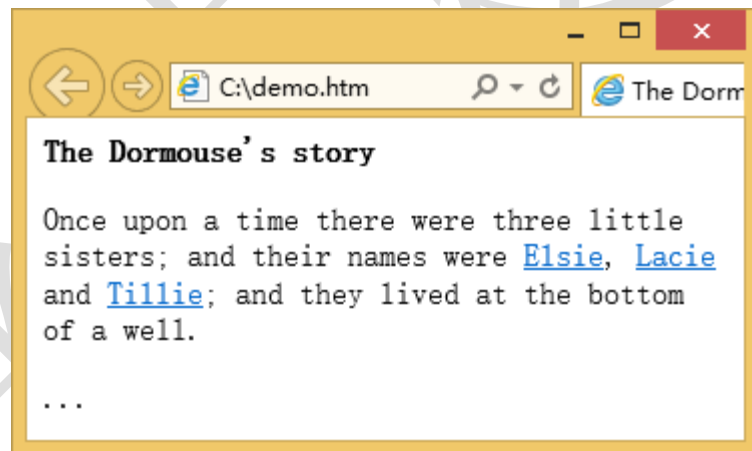 C:\demo.htm
The Dorm
The Dormouse's story
Once upon a time there were three little
sisters; and their names were Elsie, Lacie
and Tillie; and they lived at the bottom
of a well.
...